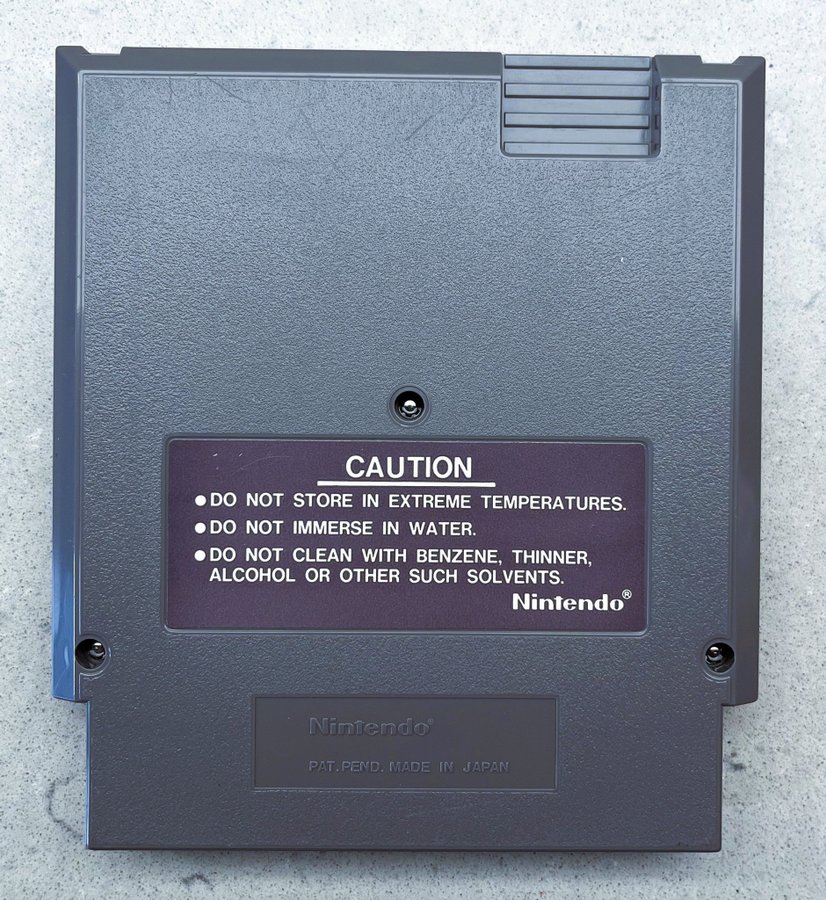 CAUTION
●DO NOT STORE IN EXTREME TEMPERATURES.
●DO NOT IMMERSE IN WATER.
●DO NOT CLEAN WITH BENZENE, THINNER,
ALCOHOL OR OTHER SUCH SOLVENTS.
Nintendo®
Nintendo®
PAT. PEND. MADE IN JAPAN